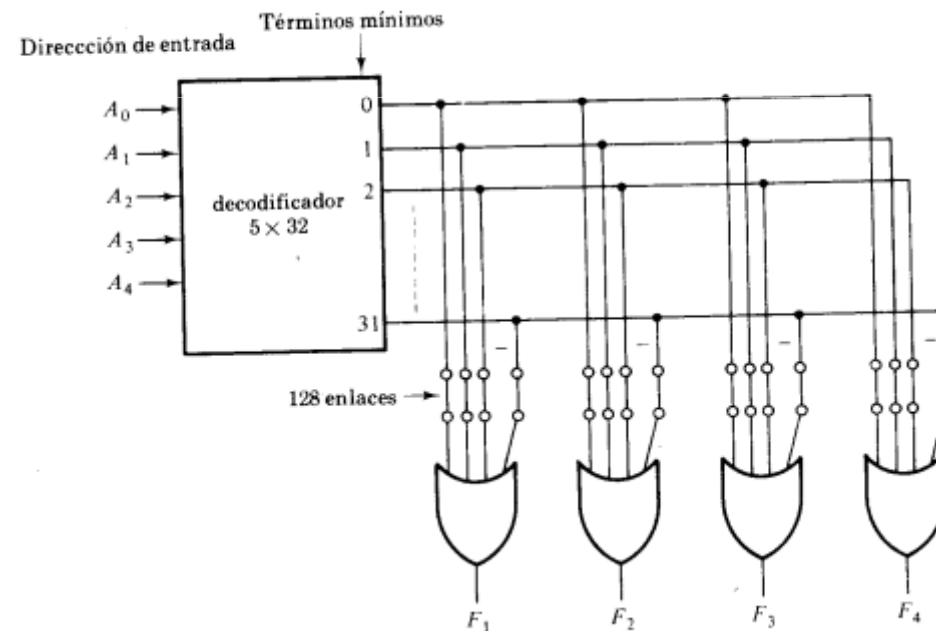 Términos mínimos
Direccción de entrada
A0
A1
A2
A3
A4
decodificador
5 × 32
0
1
2
31
128 enlaces
F1
F2
F3
F4